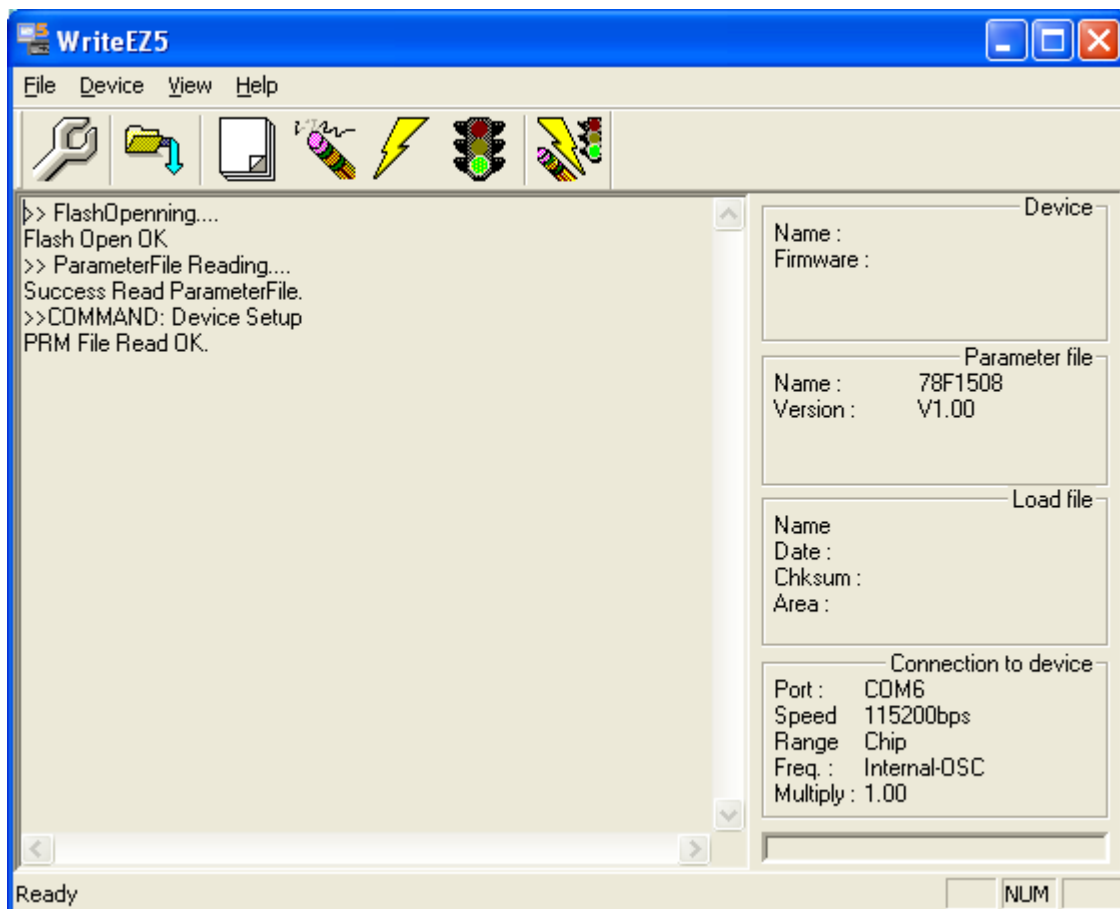 WriteEZ5
File Device View Help
>> FlashOpenning....
Flash Open OK
>> ParameterFile Reading....
Success Read ParameterFile.
>>COMMAND: Device Setup
PRM File Read OK.
Device
Name :
Firmware :
Parameter file
Name : 78F1508
Version : V1.00
Load file
Name
Date :
Chksum :
Area :
Connection to device
Port : COM6
Speed 115200bps
Range Chip
Freq. : Internal-OSC
Multiply : 1.00
Ready NUM